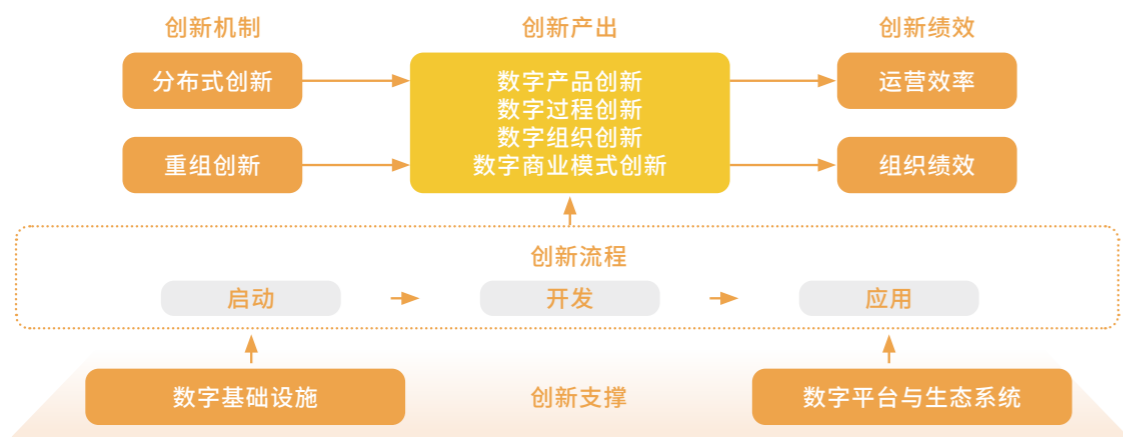 创新机制
创新产出
创新绩效
分布式创新
数字产品创新
数字过程创新
数字组织创新
数字商业模式创新
运营效率
重组创新
组织绩效
创新流程
启动
开发
应用
数字基础设施
创新支撑
数字平台与生态系统